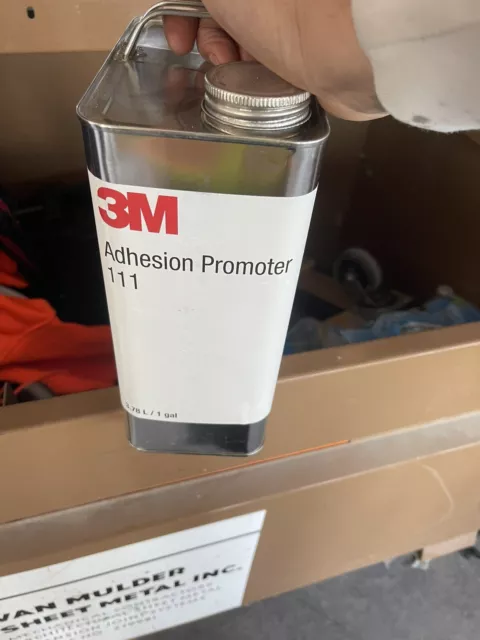 3M
Adhesion Promoter
111
3.78 L / 1 gal
VAN MULDER
SHEET METAL INC.